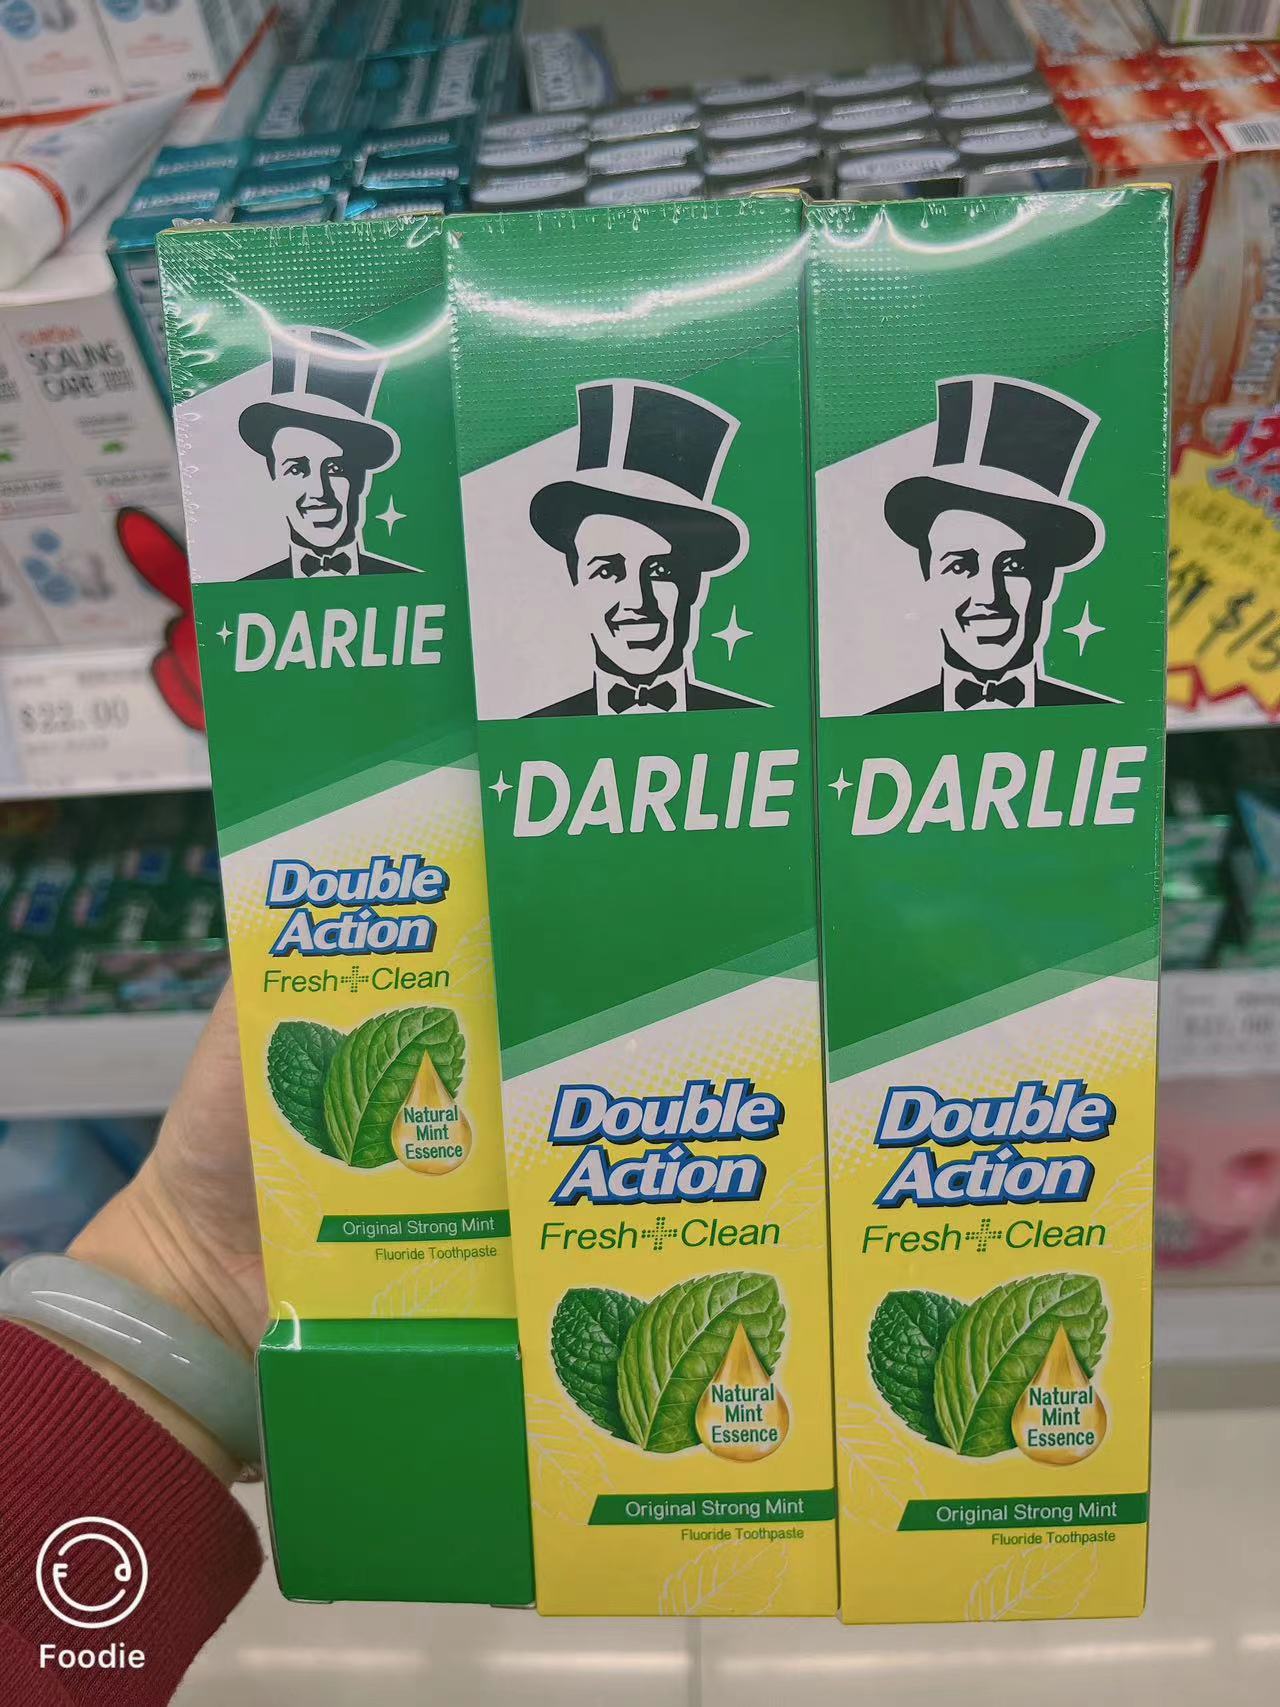 SCALING
CARE
$22.00
DARLIE
Double
Action
Fresh+Clean
Natural
Mint
Essence
Original Strong Mint
Fluoride Toothpaste
DARLIE
Double
Action
Fresh+Clean
Natural
Mint
Essence
Original Strong Mint
Fluoride Toothpaste
DARLIE
Double
Action
Fresh+Clean
Natural
Mint
Essence
Original Strong Mint
Fluoride Toothpaste
Foodie